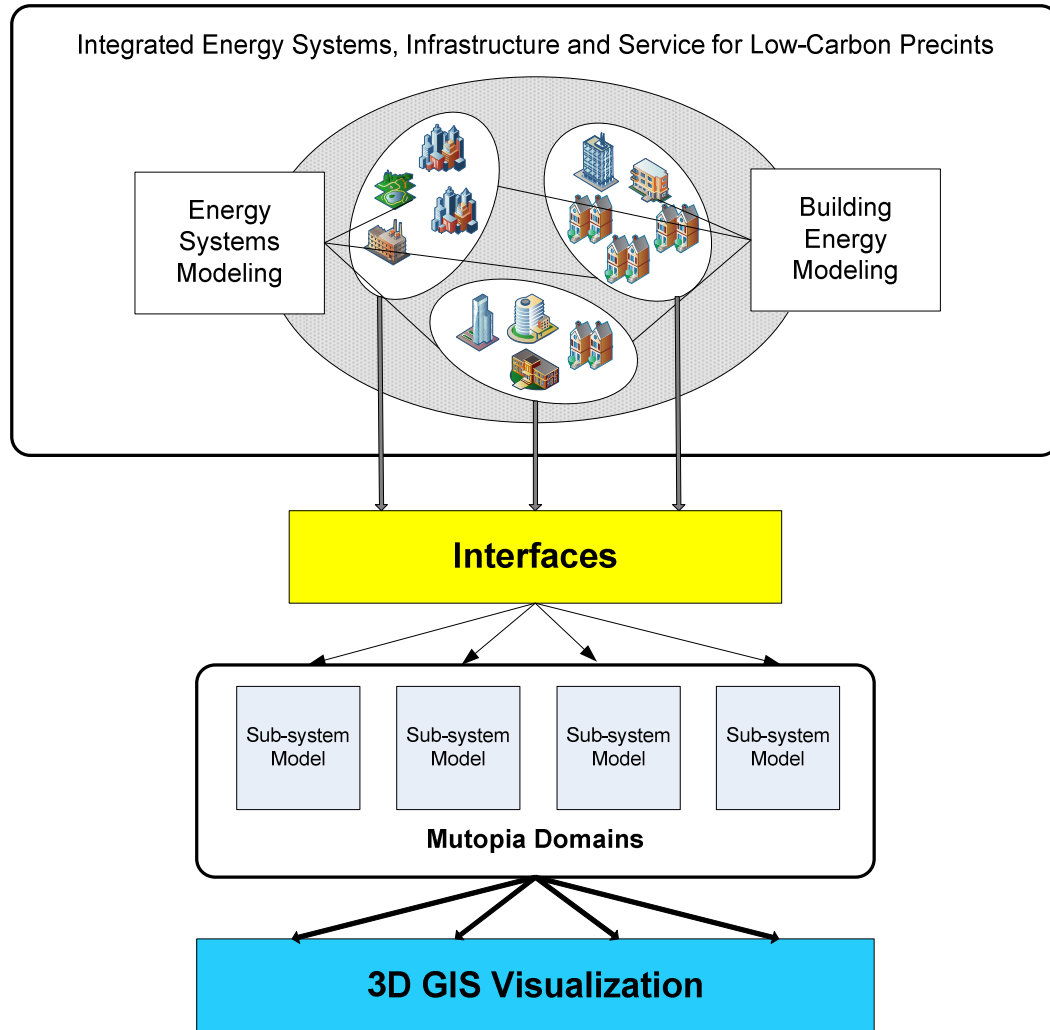 Integrated Energy Systems, Infrastructure and Service for Low-Carbon Precints
Energy
Systems
Modeling
Building
Energy
Modeling
Interfaces
Sub-system
Model
Sub-system
Model
Sub-system
Model
Sub-system
Model
Mutopia Domains
3D GIS Visualization